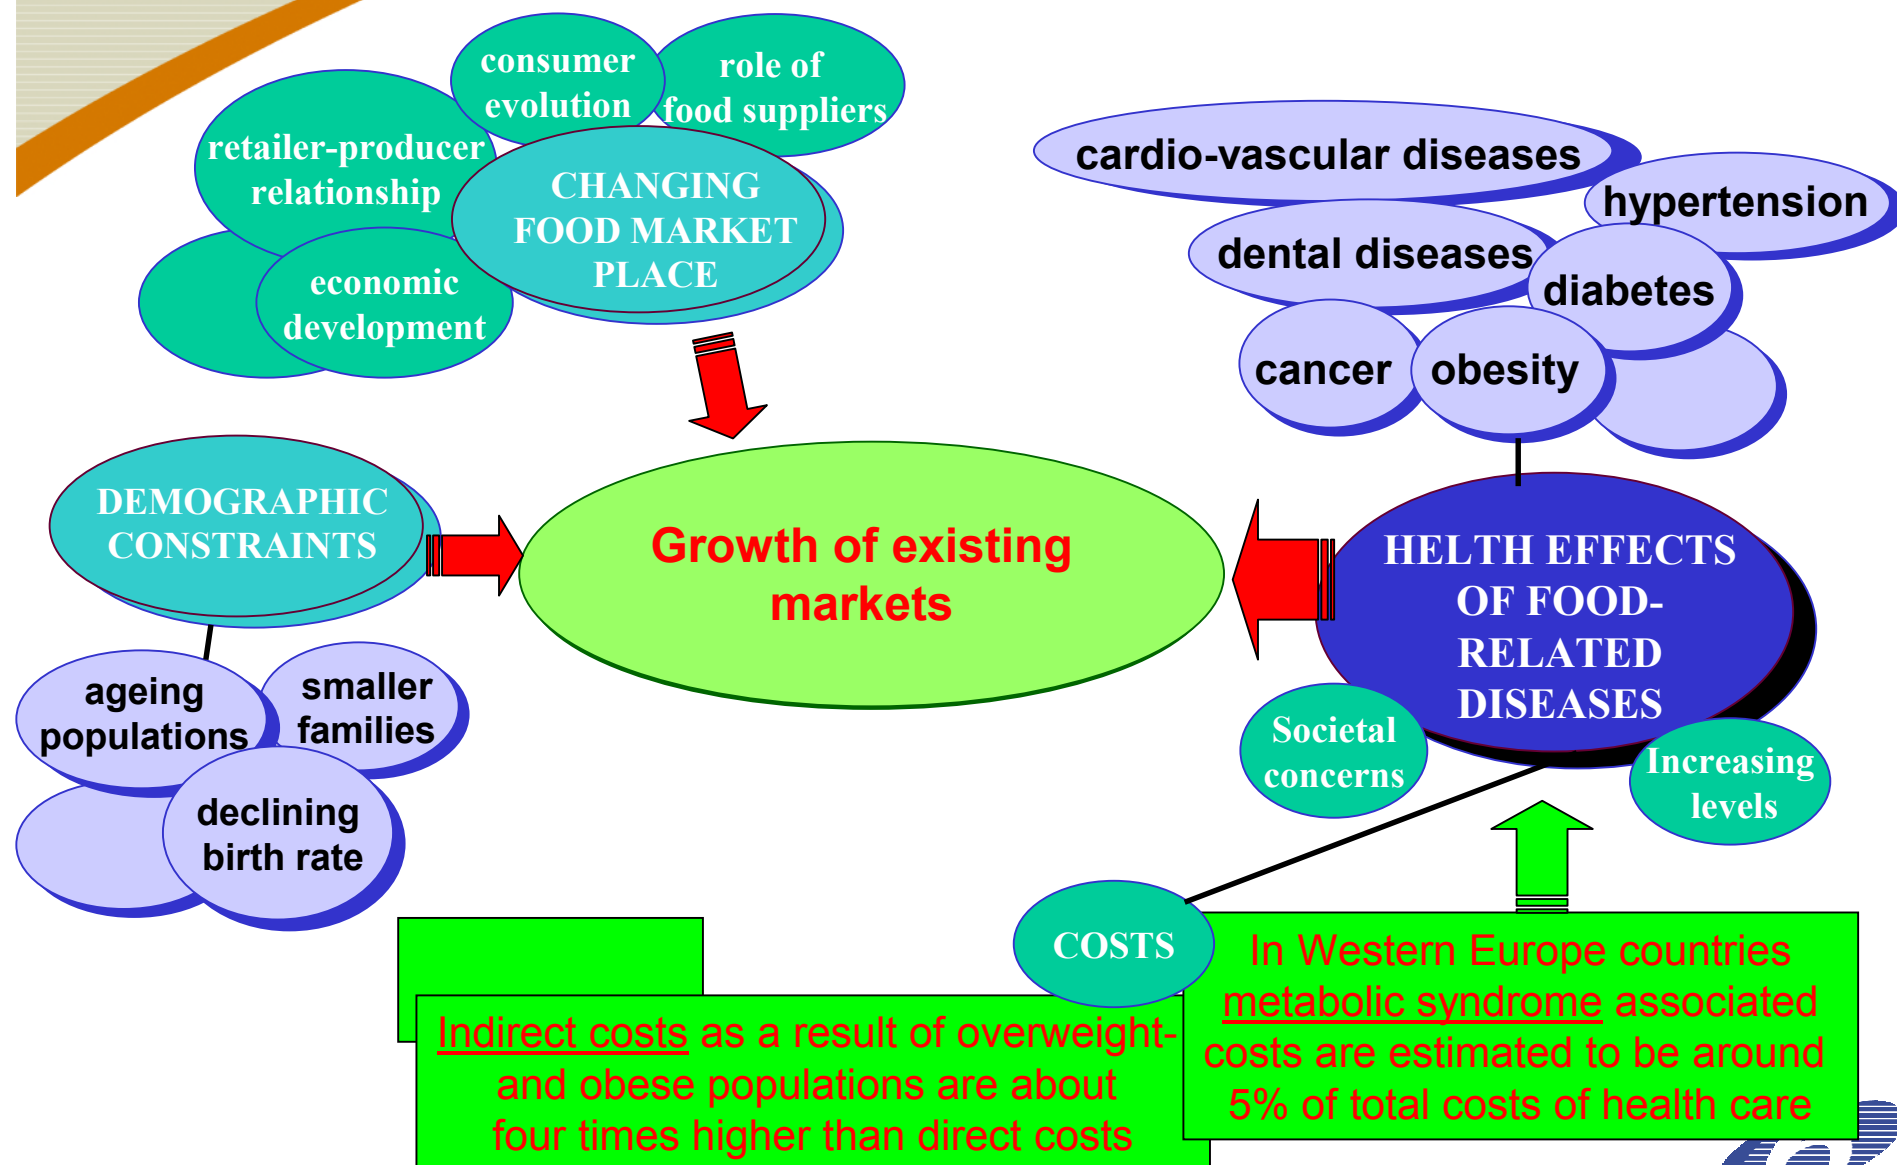 consumer
evolution
role of
food suppliers
retailer-producer
relationship
CHANGING
FOOD MARKET
PLACE
economic
development
cardio-vascular diseases
hypertension
dental diseases
diabetes
cancer
obesity
DEMOGRAPHIC
CONSTRAINTS
Growth of existing
markets
HELTH EFFECTS
OF FOOD-
RELATED
DISEASES
ageing
populations
smaller
families
declining
birth rate
Societal
concerns
Increasing
levels
COSTS
In Western Europe countries
metabolic syndrome associated
costs are estimated to be around
5% of total costs of health care
Indirect costs as a result of overweight-
and obese populations are about
four times higher than direct costs